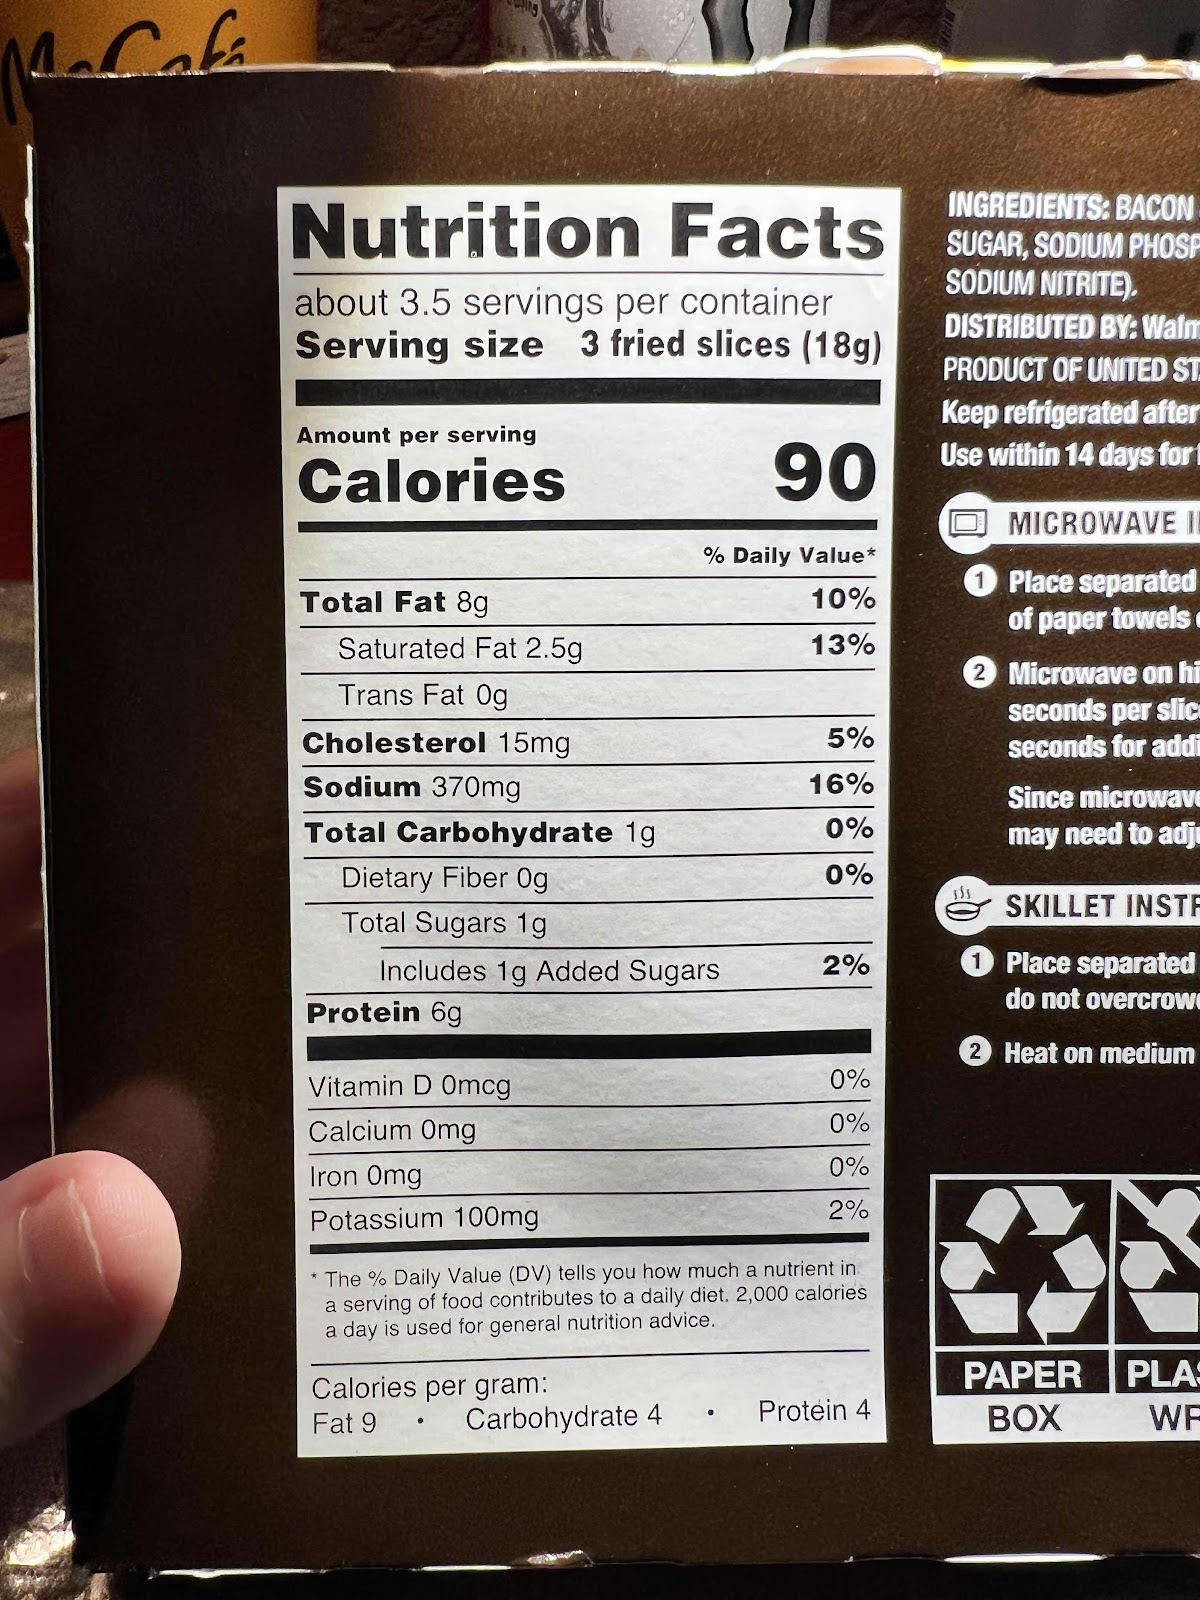 McCafé
Nutrition Facts
about 3.5 servings per container
Serving size 3 fried slices (18g)
Amount per serving
Calories 90
% Daily Value*
Total Fat 8g 10%
Saturated Fat 2.5g 13%
Trans Fat 0g
Cholesterol 15mg 5%
Sodium 370mg 16%
Total Carbohydrate 1g 0%
Dietary Fiber 0g 0%
Total Sugars 1g
Includes 1g Added Sugars 2%
Protein 6g
Vitamin D 0mcg 0%
Calcium 0mg 0%
Iron 0mg 0%
Potassium 100mg 2%
* The % Daily Value (DV) tells you how much a nutrient in
a serving of food contributes to a daily diet. 2,000 calories
a day is used for general nutrition advice.
Calories per gram:
Fat 9 • Carbohydrate 4 • Protein 4
INGREDIENTS: BACON
SUGAR, SODIUM PHOSP
SODIUM NITRITE).
DISTRIBUTED BY: Walm
PRODUCT OF UNITED ST
Keep refrigerated after
Use within 14 days for
MICROWAVE
1 Place separated
of paper towels
2 Microwave on hi
seconds per slic
seconds for addi
Since microwave
may need to adj
SKILLET INSTR
1 Place separated
do not overcrow
2 Heat on medium
PAPER
BOX
PLAS
WR